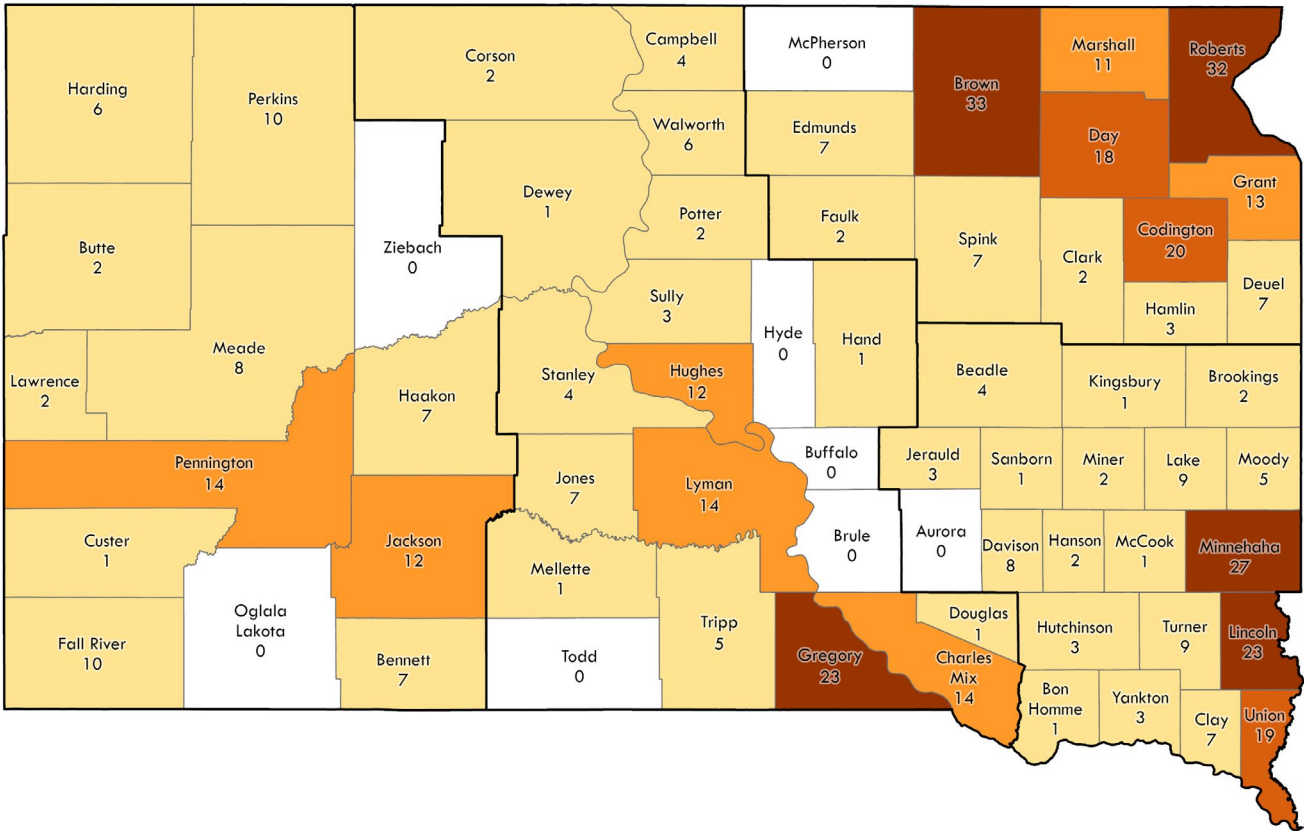 Harding
6
Perkins
10
Corson
2
Campbell
4
McPherson
0
Brown
33
Marshall
11
Roberts
32
Walworth
6
Edmunds
7
Day
18
Grant
13
Butte
2
Ziebach
0
Dewey
1
Potter
2
Faulk
2
Spink
7
Clark
2
Codington
20
Deuel
7
Hamlin
3
Lawrence
2
Meade
8
Haakon
7
Stanley
4
Sully
3
Hughes
12
Hyde
0
Hand
1
Beadle
4
Kingsbury
1
Brookings
2
Pennington
14
Jones
7
Lyman
14
Buffalo
0
Jerauld
3
Sanborn
1
Miner
2
Lake
9
Moody
5
Custer
1
Jackson
12
Mellette
1
Brule
0
Aurora
0
Davison
8
Hanson
2
McCook
1
Minnehaha
27
Fall River
10
Oglala
Lakota
0
Bennett
7
Todd
0
Tripp
5
Gregory
23
Charles
Mix
14
Douglas
1
Hutchinson
3
Turner
9
Lincoln
23
Bon
Homme
1
Yankton
3
Clay
7
Union
19